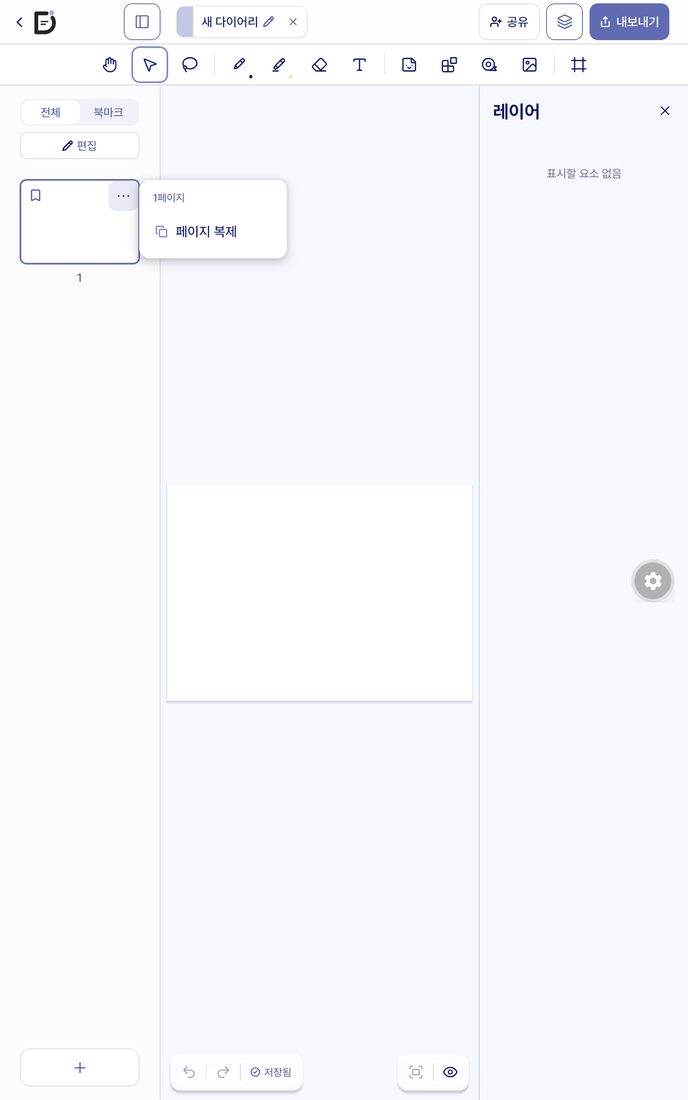 새 다이어리
공유
내보내기
전체
북마크
편집
1페이지
페이지 복제
1
레이어
표시할 요소 없음
저장됨